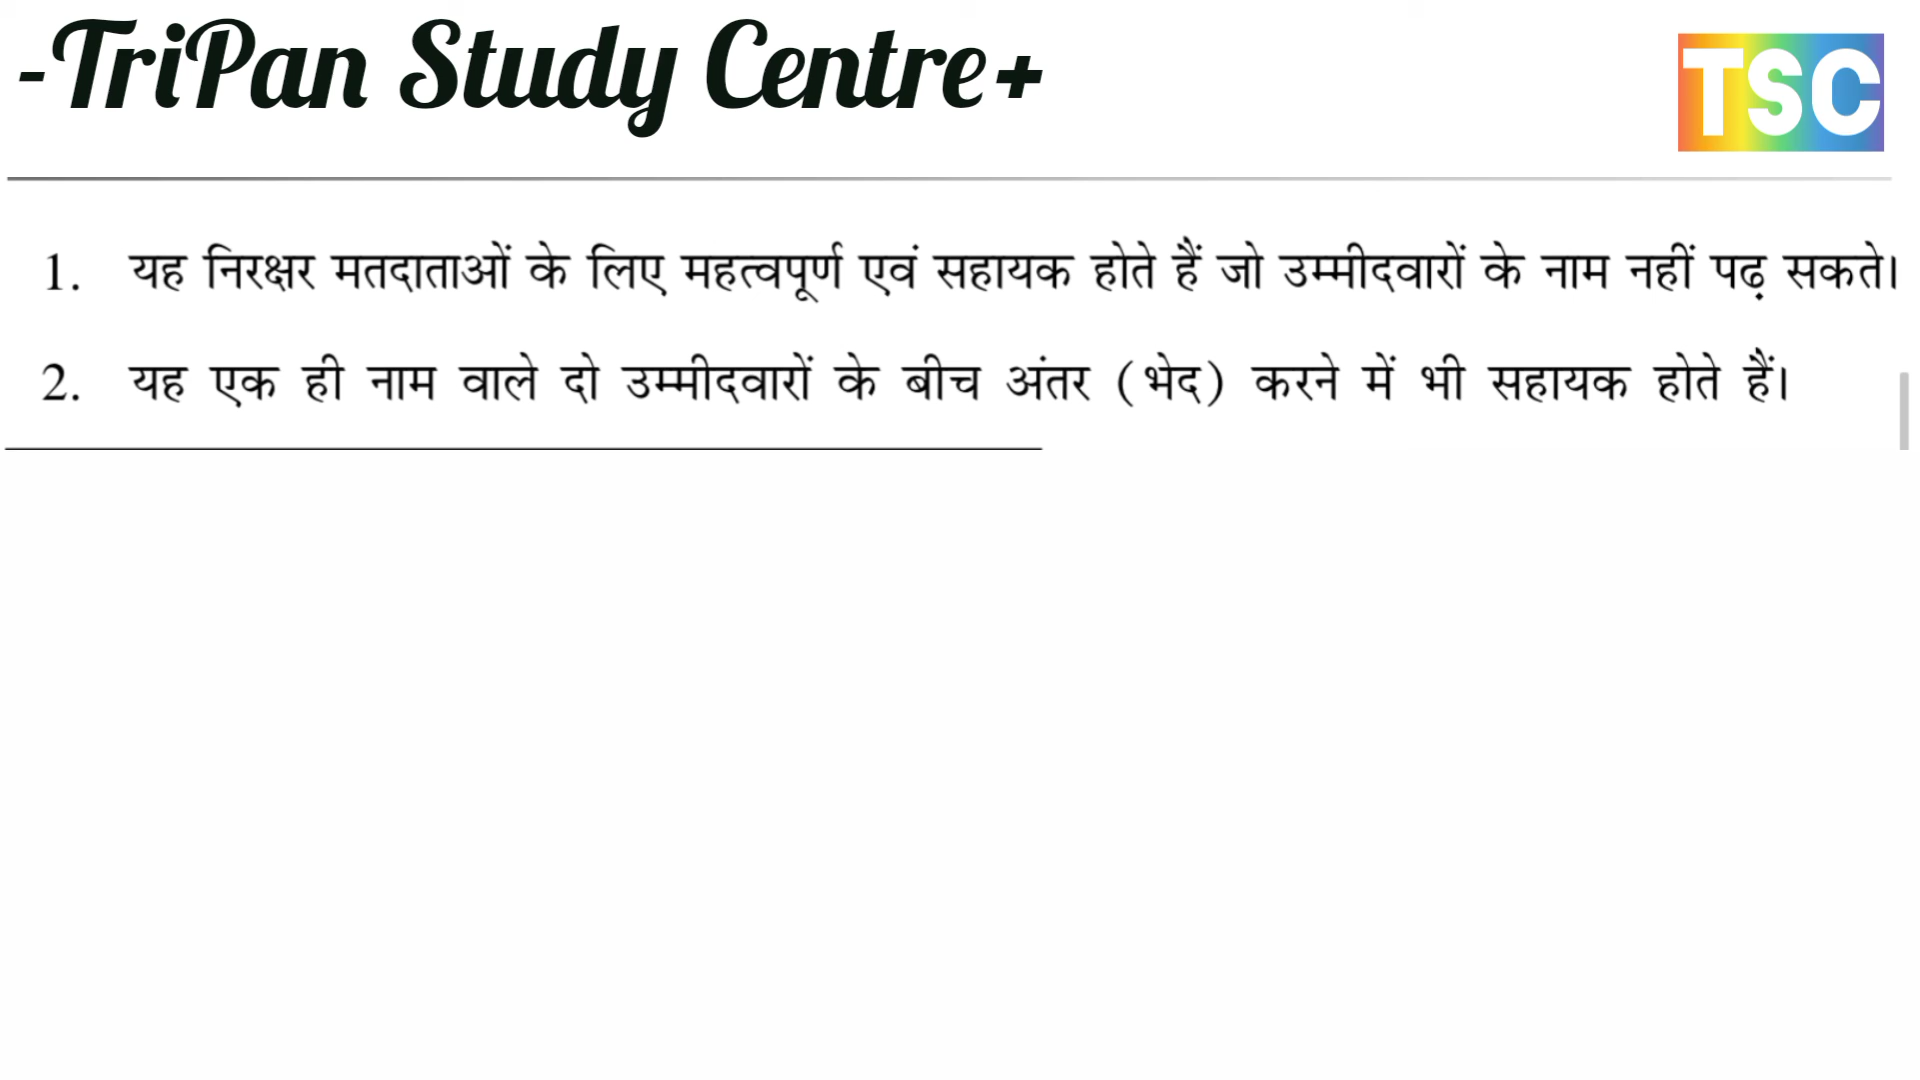 -TriPan Study Centre+
TSC
1. यह निरक्षर मतदाताओं के लिए महत्वपूर्ण एवं सहायक होते हैं जो उम्मीदवारों के नाम नहीं पढ़ सकते।
2. यह एक ही नाम वाले दो उम्मीदवारों के बीच अंतर (भेद) करने में भी सहायक होते हैं।